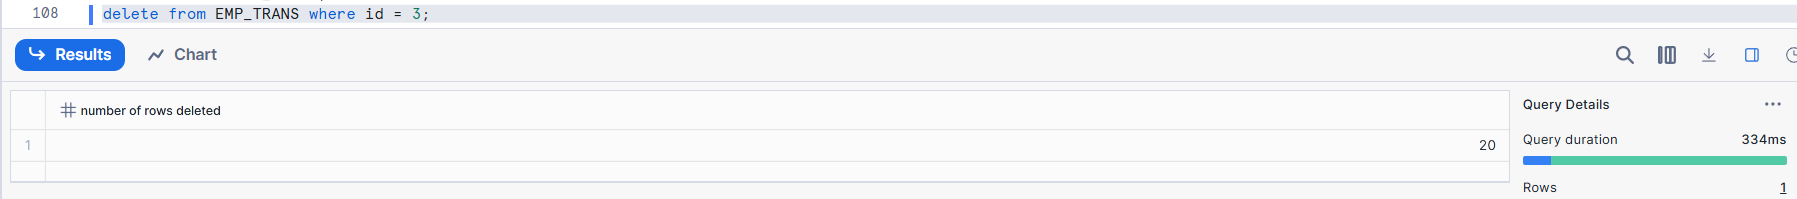 108 delete from EMP_TRANS where id = 3;
Results Chart
number of rows deleted
1 20
Query Details
Query duration 334ms
Rows 1